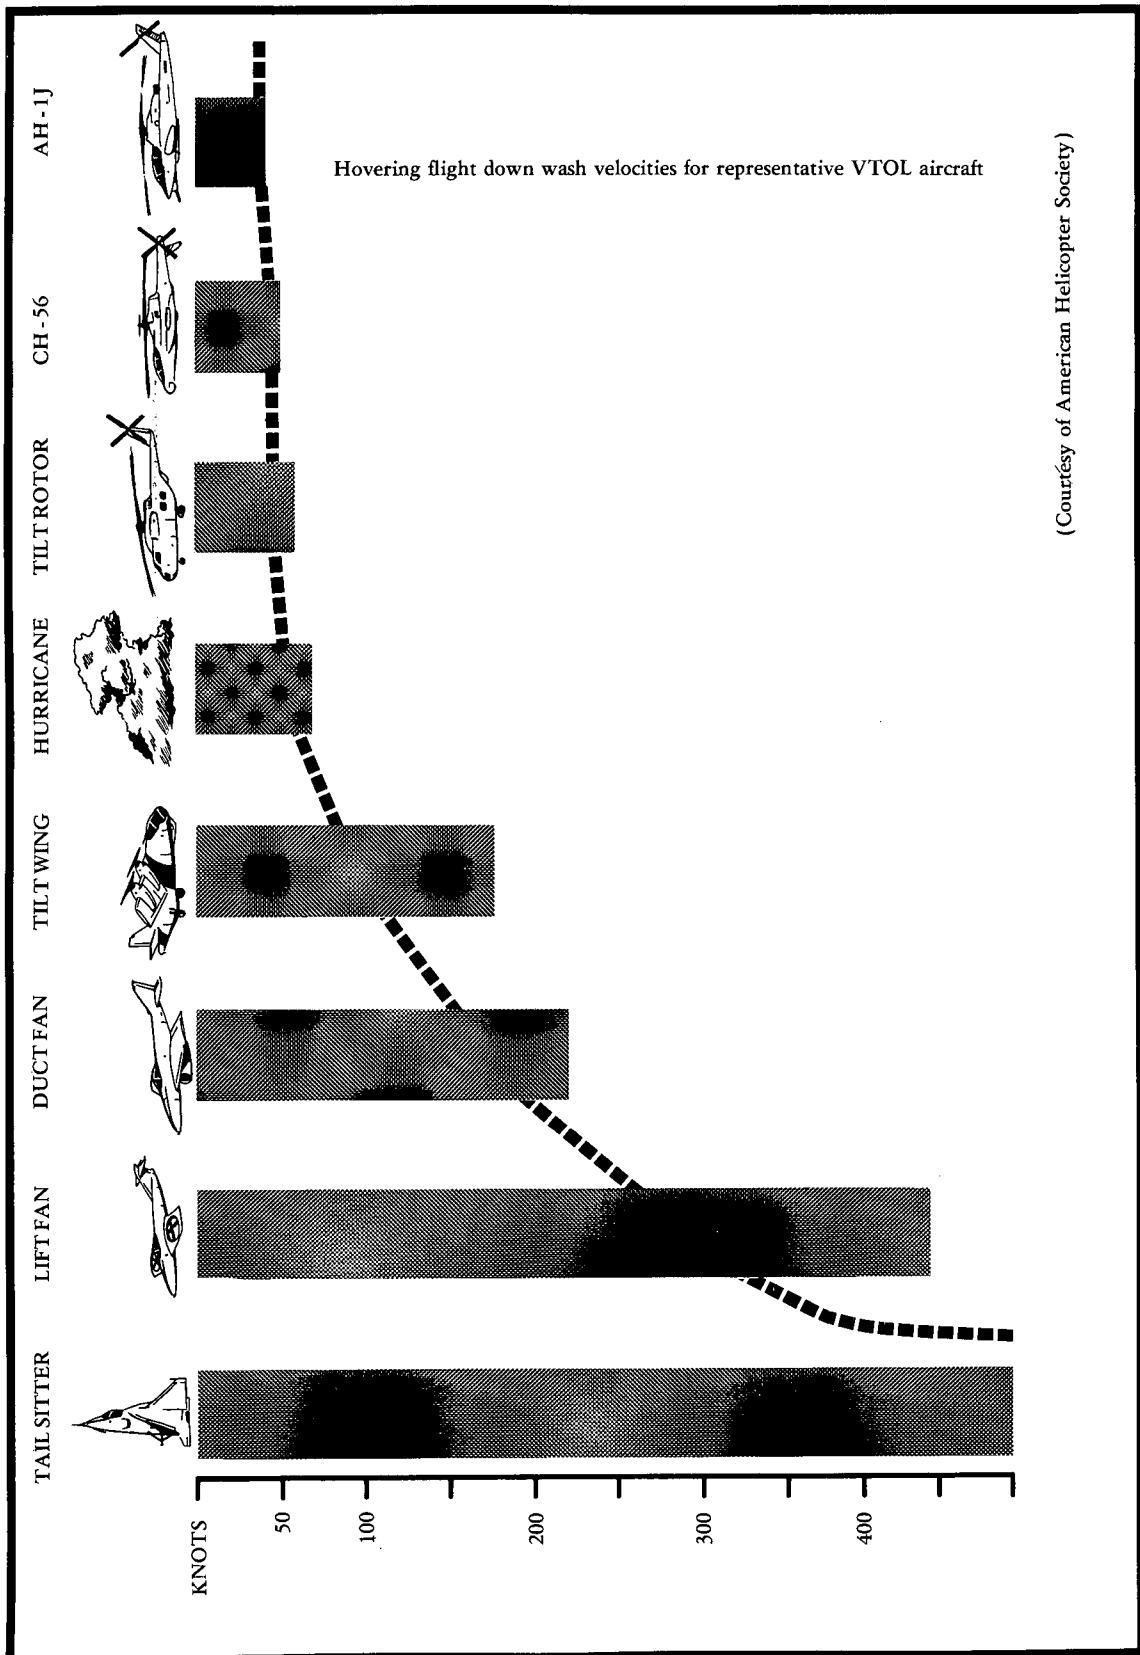 Hovering flight down wash velocities for representative VTOL aircraft
AH-1J
CH-56
TILT ROTOR
HURRICANE
TILT WING
DUCT FAN
LIFT FAN
TAIL SITTER
KNOTS
50
100
200
300
400
(Courtesy of American Helicopter Society)